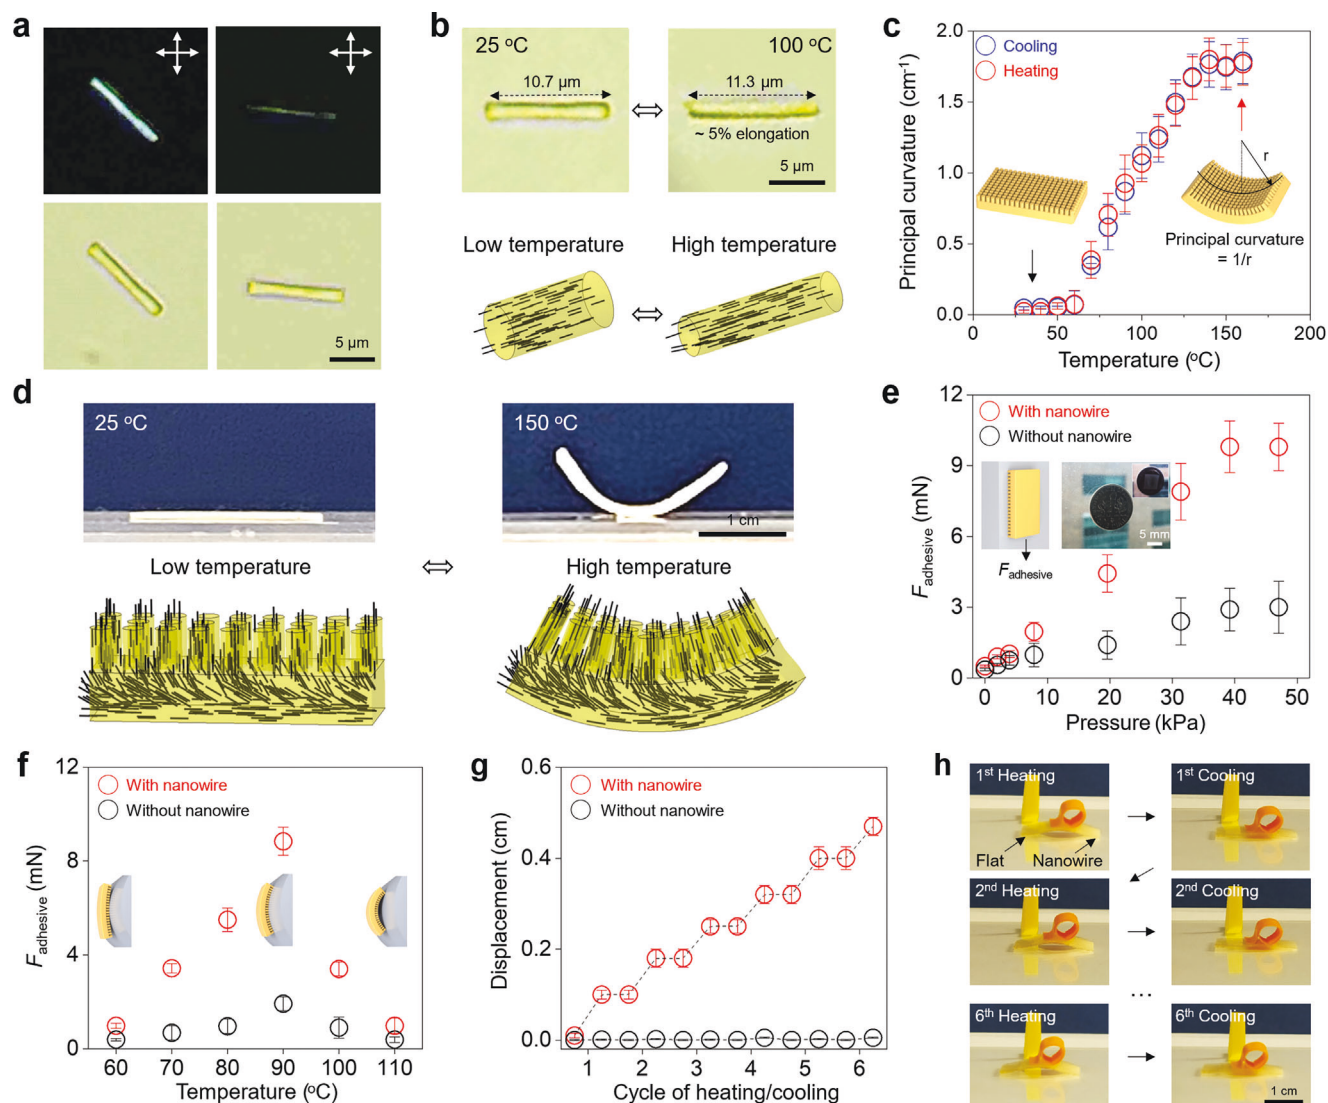 a
5 µm
b
25 °C
100 °C
10.7 µm
11.3 µm
~ 5% elongation
5 µm
Low temperature
High temperature
c
Cooling
Heating
Principal curvature (cm⁻¹)
2.0
1.5
1.0
0.5
0.0
r
Principal curvature
= 1/r
0 50 100 150 200
Temperature (°C)
d
25 °C
150 °C
1 cm
Low temperature
High temperature
e
With nanowire
Without nanowire
F adhesive (mN)
12
9
6
3
0
F adhesive
5 mm
0 10 20 30 40 50
Pressure (kPa)
f
With nanowire
Without nanowire
F adhesive (mN)
12
8
4
0
60 70 80 90 100 110
Temperature (°C)
g
With nanowire
Without nanowire
Displacement (cm)
0.6
0.4
0.2
0.0
1 2 3 4 5 6
Cycle of heating/cooling
h
1st Heating
1st Cooling
Flat
Nanowire
2nd Heating
2nd Cooling
...
6th Heating
6th Cooling
1 cm